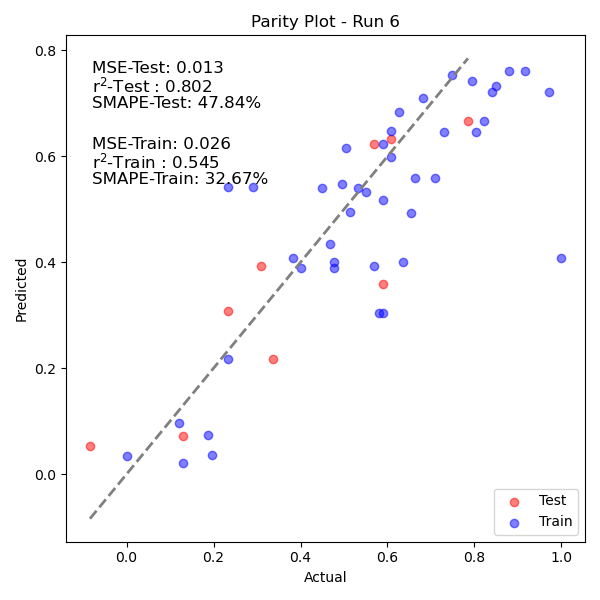 Parity Plot - Run 6
MSE-Test: 0.013
r²-Test : 0.802
SMAPE-Test: 47.84%
MSE-Train: 0.026
r²-Train : 0.545
SMAPE-Train: 32.67%
0.8
0.6
0.4
0.2
0.0
Predicted
0.0 0.2 0.4 0.6 0.8 1.0
Actual
Test
Train